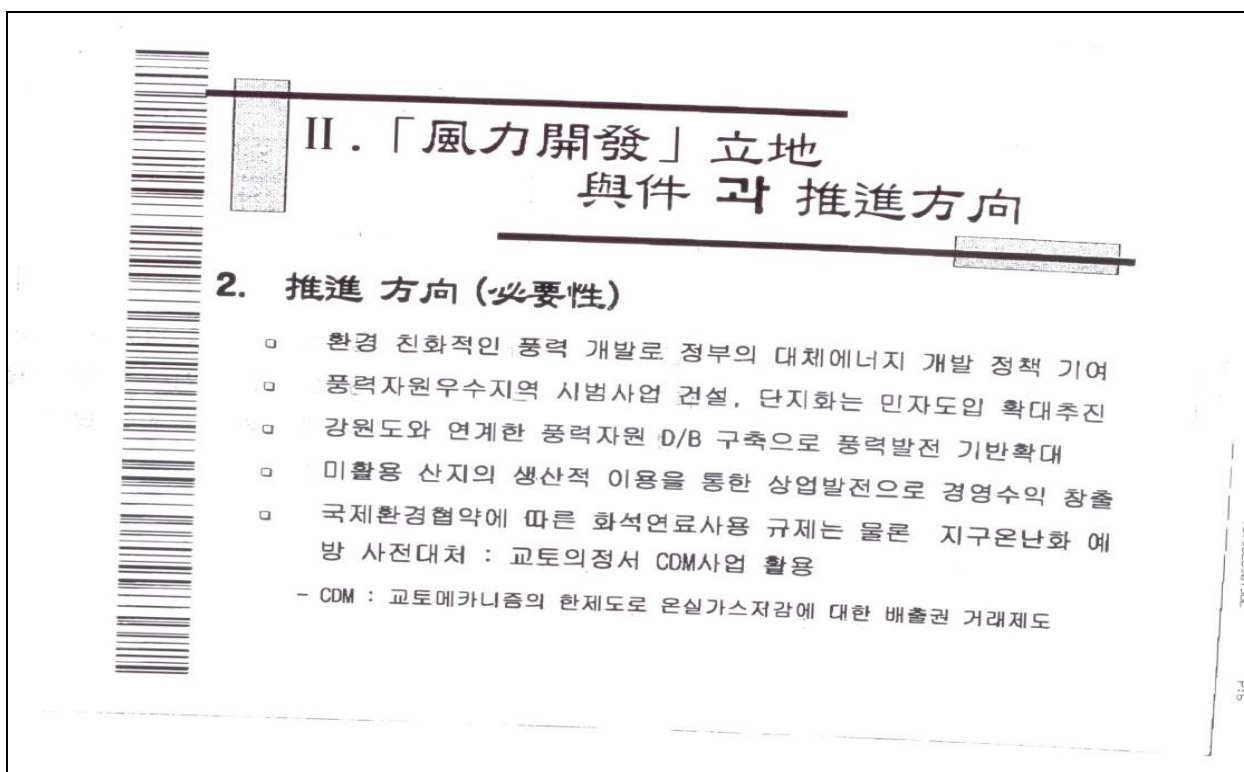 II. 「風力開發」 立地
與件 과 推進方向
2. 推進 方向 (必要性)
▫ 환경 친화적인 풍력 개발로 정부의 대체에너지 개발 정책 기여
▫ 풍력자원우수지역 시범사업 건설, 단지화는 민자도입 확대추진
▫ 강원도와 연계한 풍력자원 D/B 구축으로 풍력발전 기반확대
▫ 미활용 산지의 생산적 이용을 통한 상업발전으로 경영수익 창출
▫ 국제환경협약에 따른 화석연료사용 규제는 물론 지구온난화 예
방 사전대처 : 교토의정서 CDM사업 활용
- CDM : 교토메카니즘의 한제도로 온실가스저감에 대한 배출권 거래제도
P:6